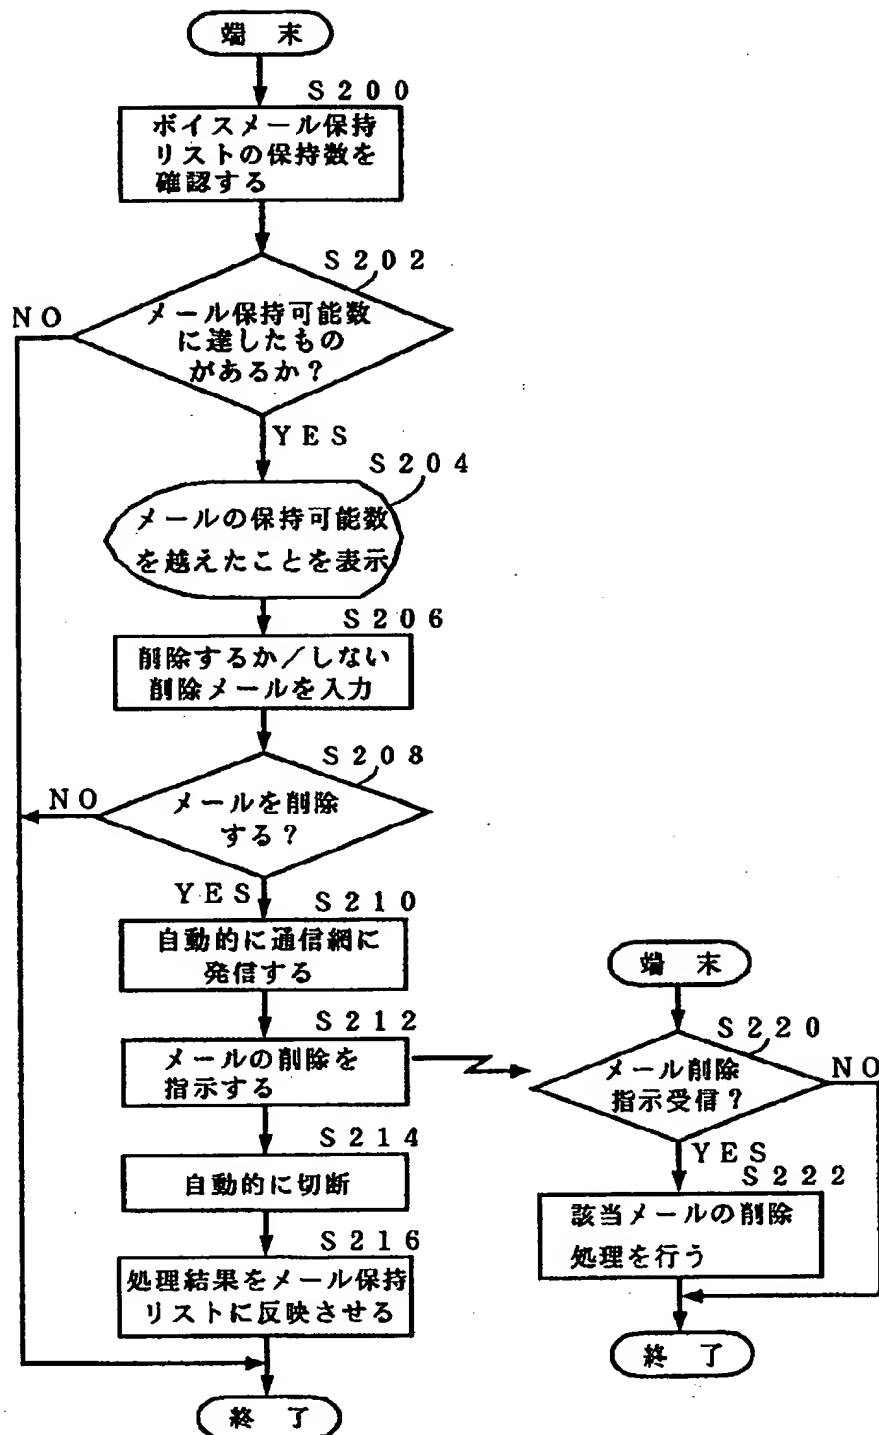 端 末
S200
ボイスメール保持
リストの保持数を
確認する
S202
NO
メール保持可能数
に達したもの
があるか?
YES
S204
メールの保持可能数
を越えたことを表示
S206
削除するか/しない
削除メールを入力
S208
NO
メールを削除
する?
YES
S210
自動的に通信網に
発信する
S212
メールの削除を
指示する
S214
自動的に切断
S216
処理結果をメール保持
リストに反映させる
終 了
端 末
S220
メール削除
指示受信?
NO
YES
S222
該当メールの削除
処理を行う
終 了